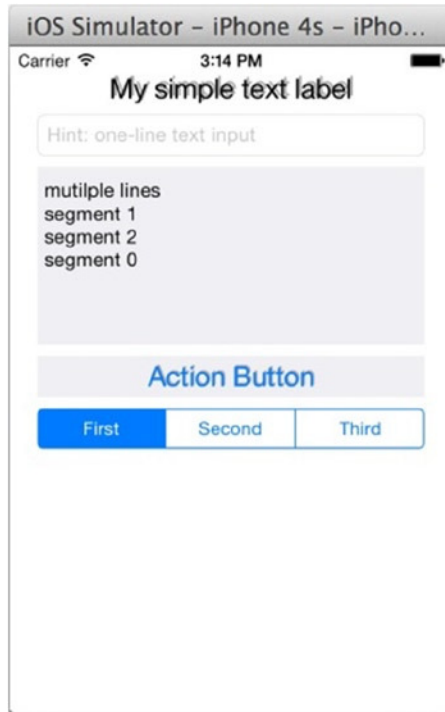 iOS Simulator – iPhone 4s – iPho...
Carrier 3:14 PM
My simple text label
Hint: one-line text input
mutilple lines
segment 1
segment 2
segment 0
Action Button
First Second Third